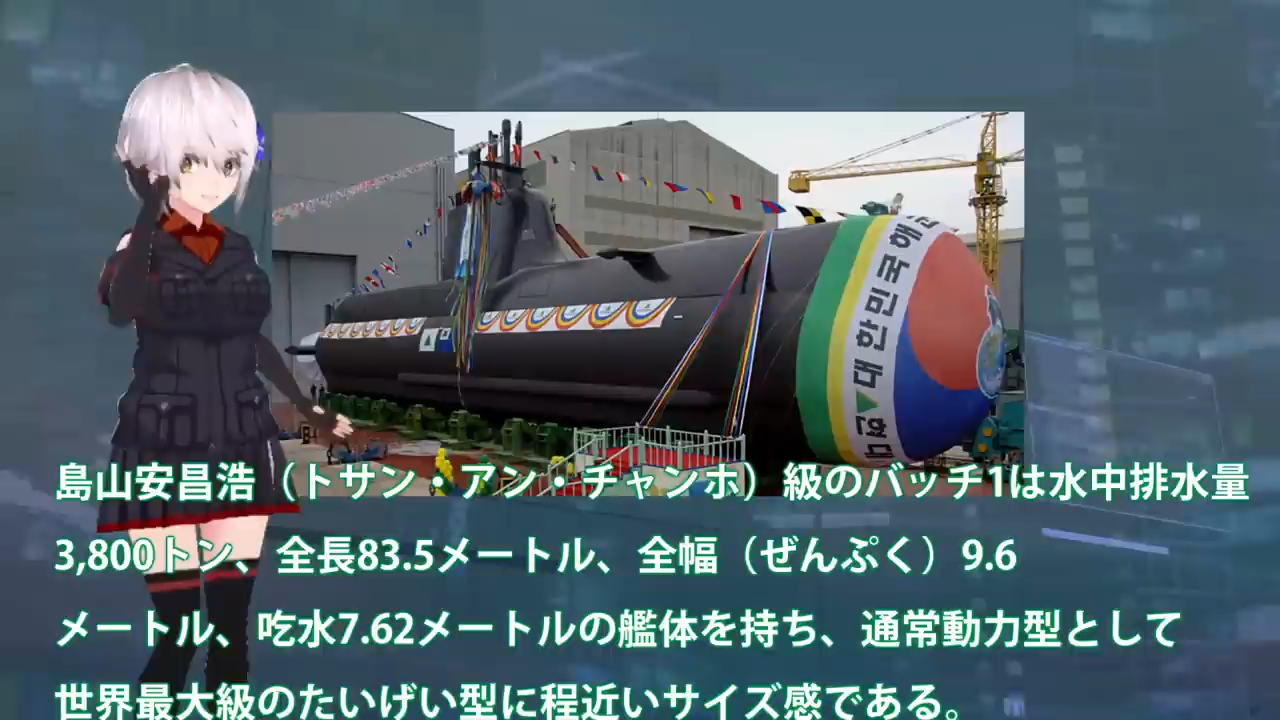 대한민국해
島山安昌浩（トサン・アン・チャンホ）級のバッチ1は水中排水量
3,800トン、全長83.5メートル、全幅（ぜんぷく）9.6
メートル、吃水7.62メートルの艦体を持ち、通常動力型として
世界最大級のたいげい型に程近いサイズ感である。